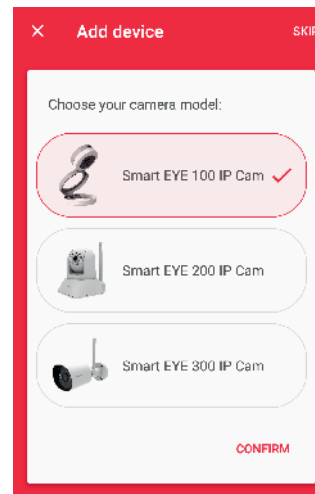 Add device
Choose your camera model:
Smart EYE 100 IP Cam
Smart EYE 200 IP Cam
Smart EYE 300 IP Cam
CONFIRM